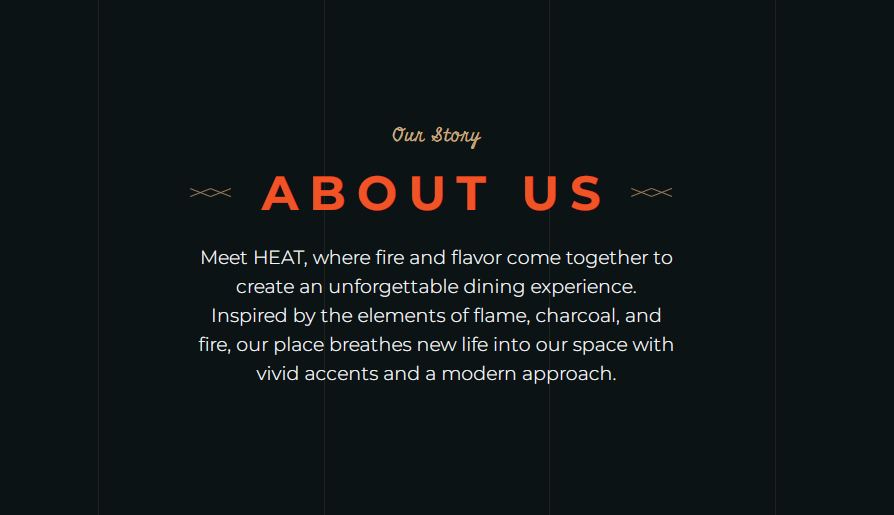 Our Story
ABOUT US
Meet HEAT, where fire and flavor come together to
create an unforgettable dining experience.
Inspired by the elements of flame, charcoal, and
fire, our place breathes new life into our space with
vivid accents and a modern approach.